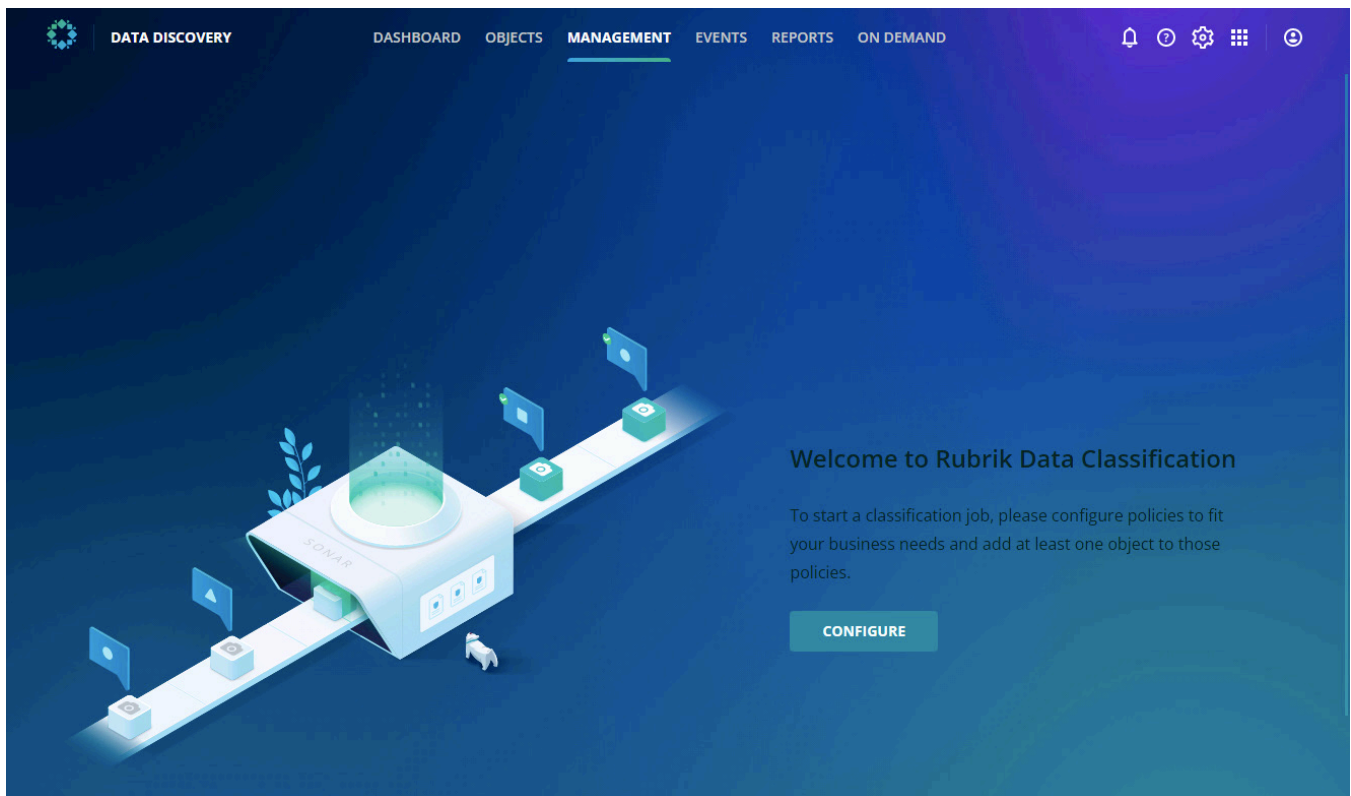 DATA DISCOVERY
DASHBOARD OBJECTS MANAGEMENT EVENTS REPORTS ON DEMAND
Welcome to Rubrik Data Classification
To start a classification job, please configure policies to fit
your business needs and add at least one object to those
policies.
CONFIGURE
SONAR